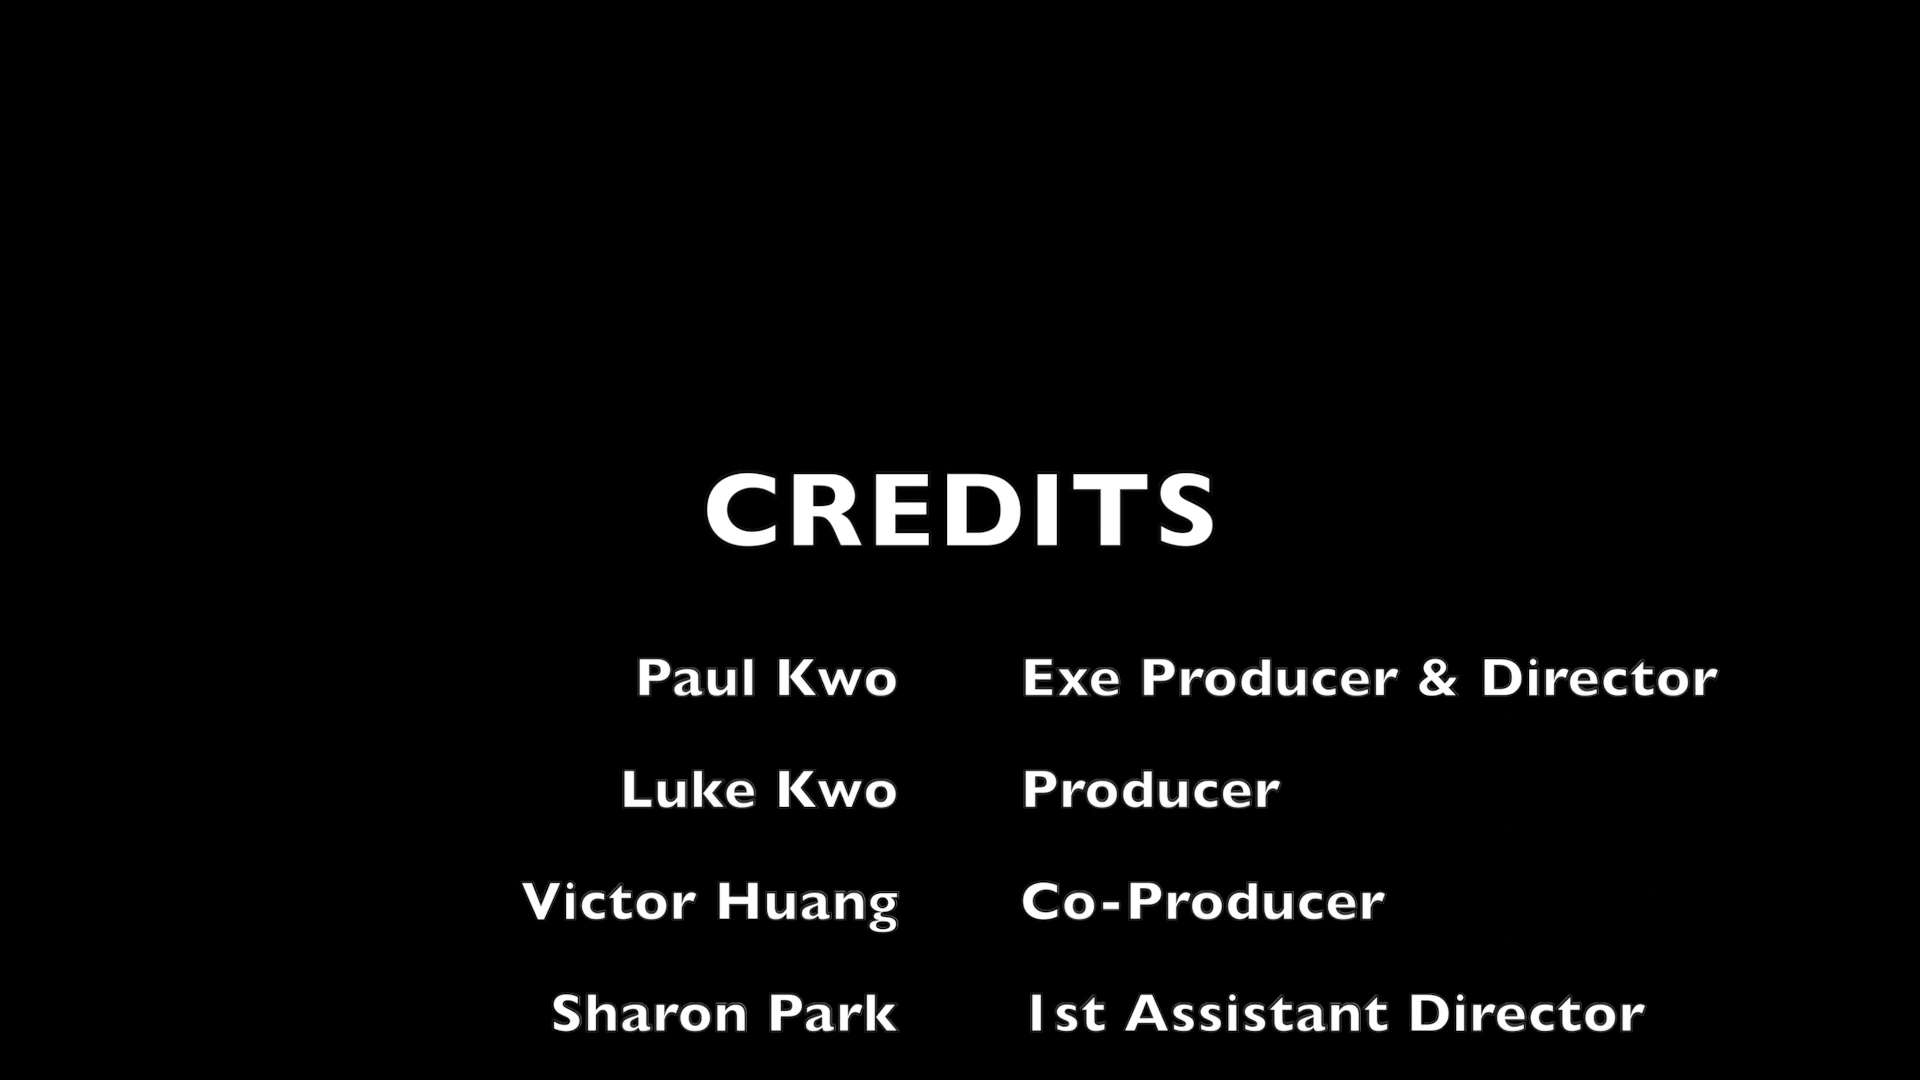 CREDITS
Paul Kwo Exe Producer & Director
Luke Kwo Producer
Victor Huang Co-Producer
Sharon Park 1st Assistant Director